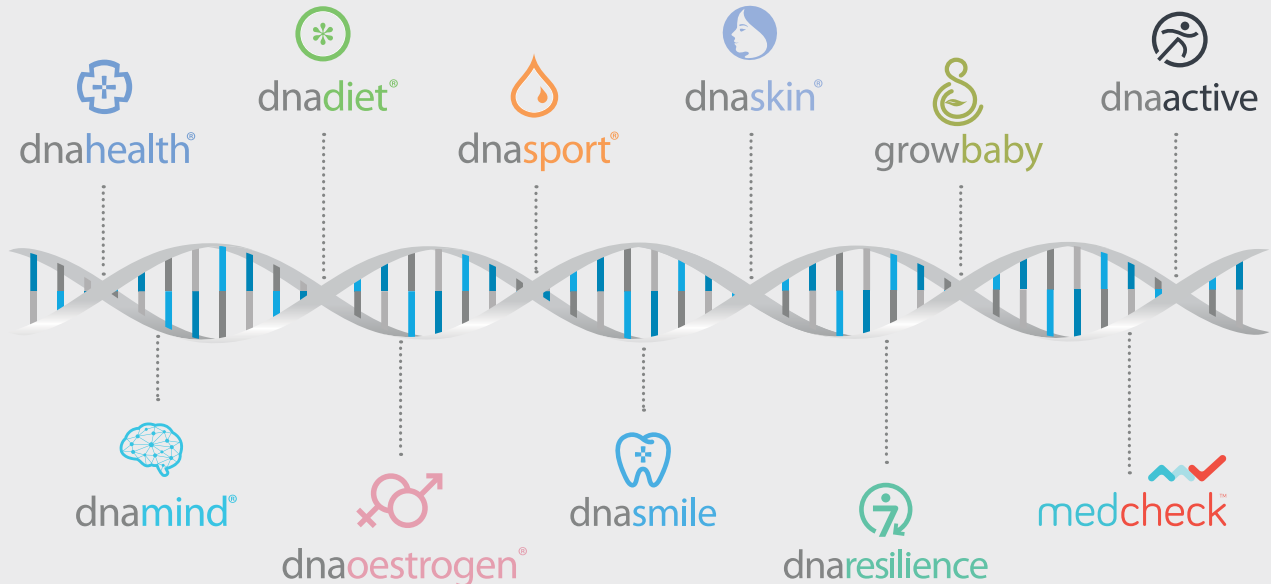 dnahealth®
dnadiet®
dnasport®
dnaskin®
growbaby
dnaactive
dnamind®
dnaoestrogen®
dnasmile
dnaresilience
medcheck™